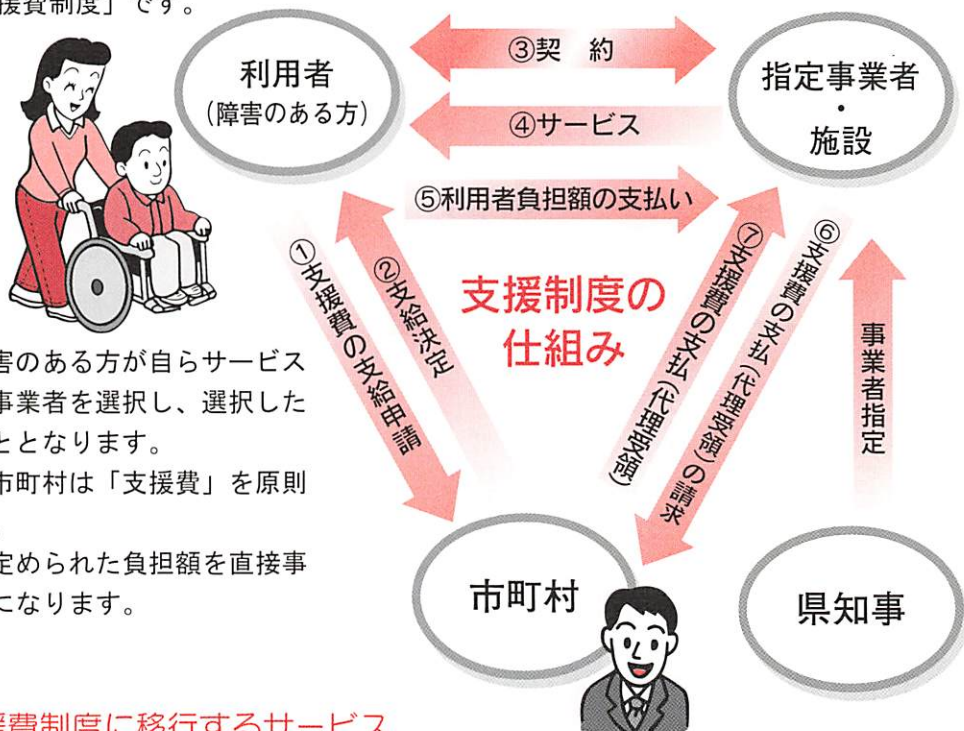 援費制度」です。
利用者
(障害のある方)
③契 約
④サービス
⑤利用者負担額の支払い
指定事業者
・
施設
①支援費の支給申請
②支給決定
支援制度の
仕組み
⑦支援費の支払(代理受領)
⑥支援費の支払(代理受領)の請求
事業者指定
市町村
県知事
害のある方が自らサービス
事業者を選択し、選択した
ととなります。
市町村は「支援費」を原則
定められた負担額を直接事
になります。
援費制度に移行するサービス